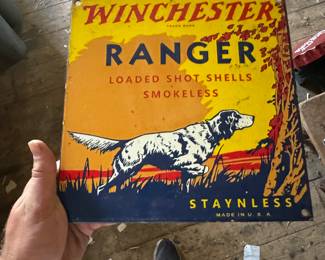 WINCHESTER
TRADE MARK
RANGER
LOADED SHOT SHELLS
SMOKELESS
STAYNLESS
MADE IN U.S.A.